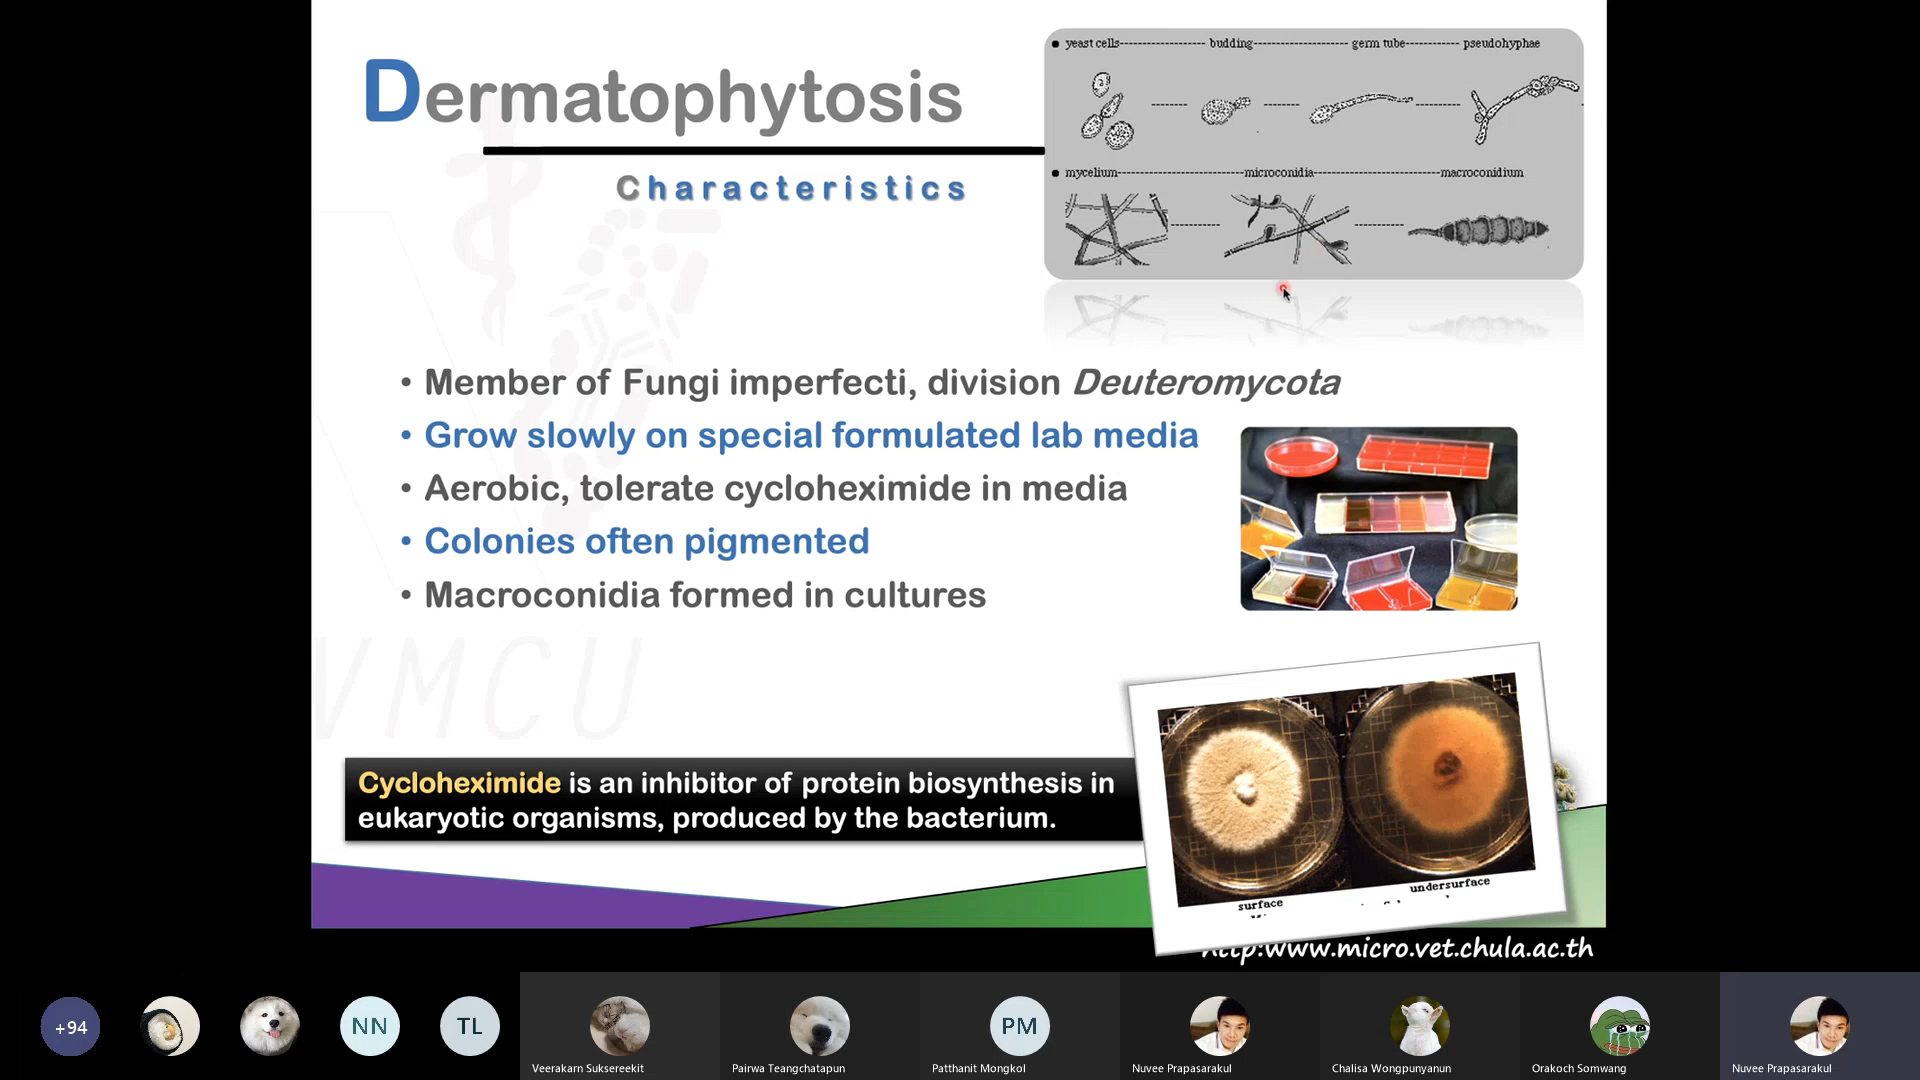 Dermatophytosis
Characteristics
yeast cells budding germ tube pseudohyphae
mycelium microconidia macroconidium
• Member of Fungi imperfecti, division Deuteromycota
• Grow slowly on special formulated lab media
• Aerobic, tolerate cycloheximide in media
• Colonies often pigmented
• Macroconidia formed in cultures
VMCU
Cycloheximide is an inhibitor of protein biosynthesis in
eukaryotic organisms, produced by the bacterium.
surface
undersurface
http:www.micro.vet.chula.ac.th
+94
NN
TL
PM
Veerakarn Suksereekit
Pairwa Teangchatapun
Patthanit Mongkol
Nuvee Prapasarakul
Chalisa Wongpunyanun
Orakoch Somwang
Nuvee Prapasarakul